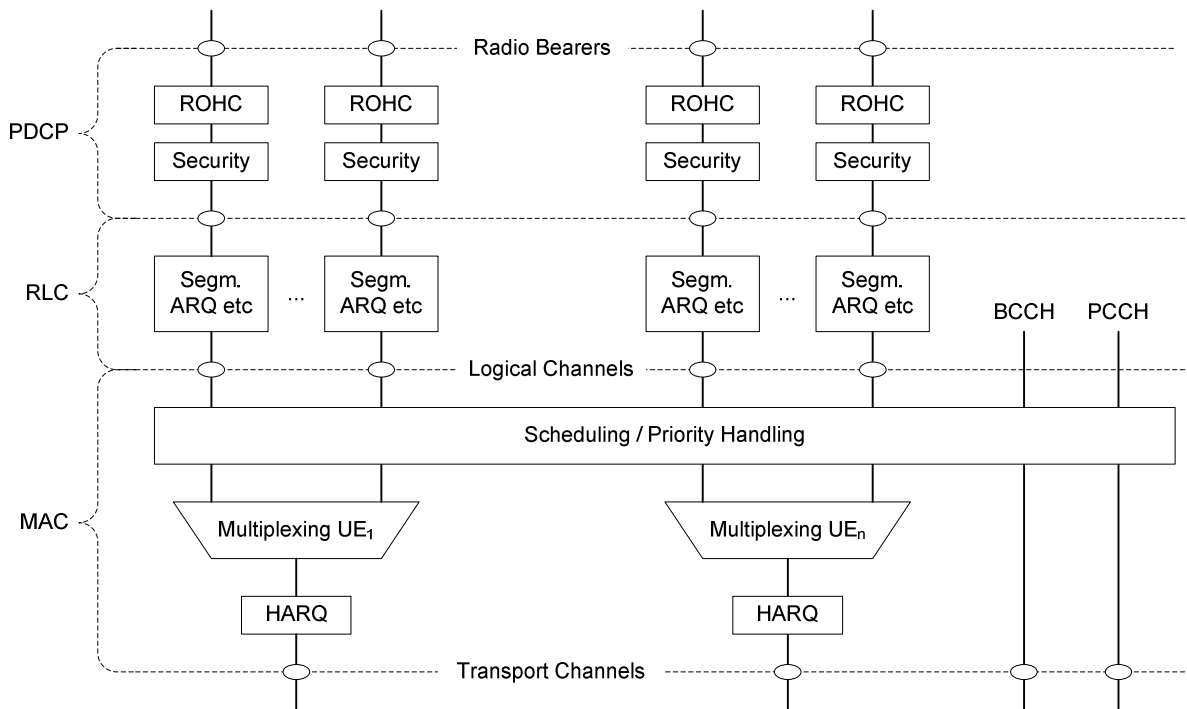 Radio Bearers
ROHC ROHC ROHC ROHC
PDCP
Security Security Security Security
Segm. Segm. Segm. Segm.
RLC
ARQ etc ... ARQ etc ARQ etc ... ARQ etc
BCCH PCCH
Logical Channels
Scheduling / Priority Handling
MAC
Multiplexing UE1 Multiplexing UEn
HARQ HARQ
Transport Channels